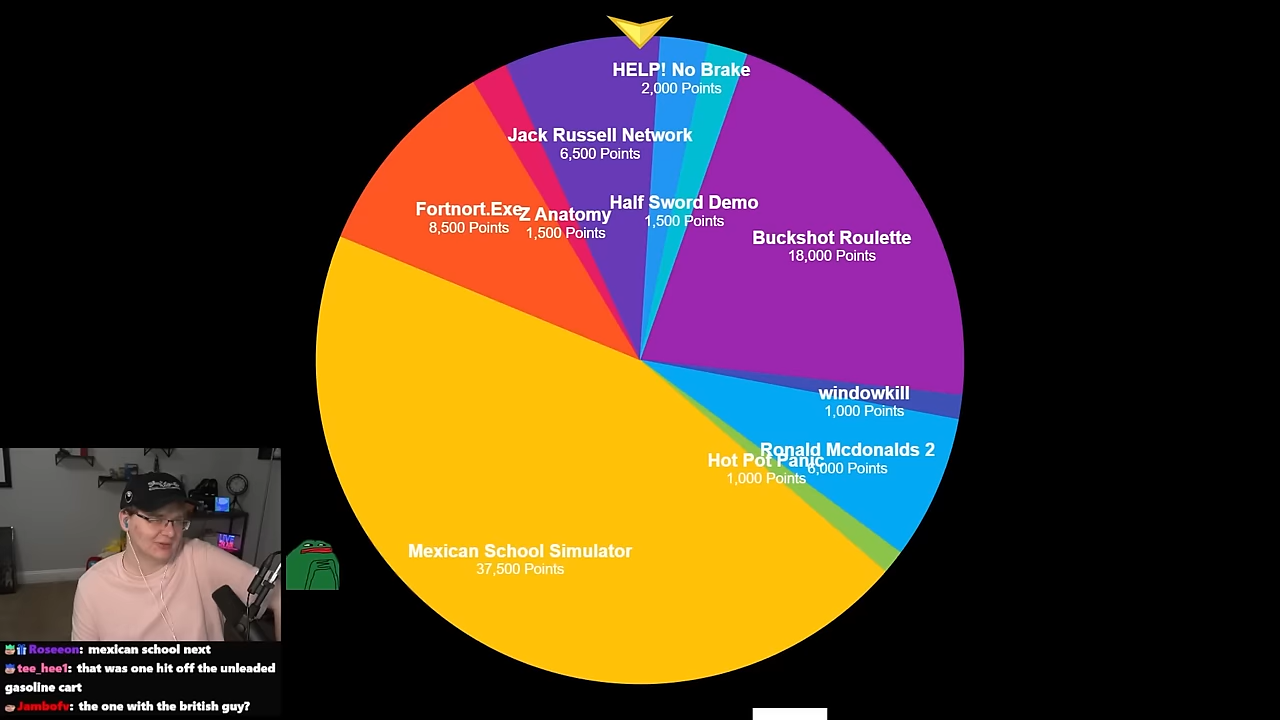 HELP! No Brake
2,000 Points
Jack Russell Network
6,500 Points
Half Sword Demo
1,500 Points
Fortnort.Exe
8,500 Points
Z Anatomy
1,500 Points
Buckshot Roulette
18,000 Points
windowkill
1,000 Points
Ronald Mcdonalds 2
6,000 Points
Hot Pot Panic
1,000 Points
Mexican School Simulator
37,500 Points
Roseeon: mexican school next
tee_hee1: that was one hit off the unleaded
gasoline cart
Jambofv: the one with the british guy?